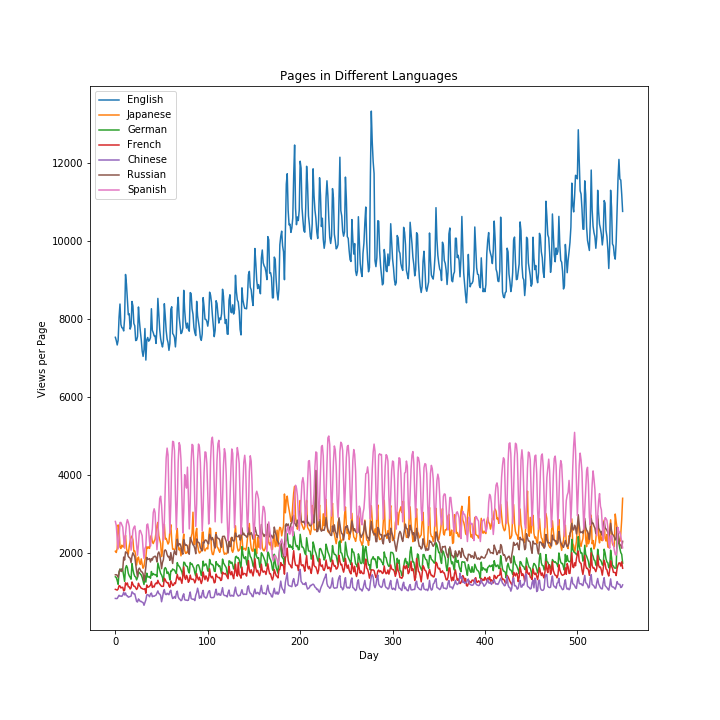 Pages in Different Languages
English
Japanese
German
French
Chinese
Russian
Spanish
Views per Page
12000
10000
8000
6000
4000
2000
0 100 200 300 400 500
Day